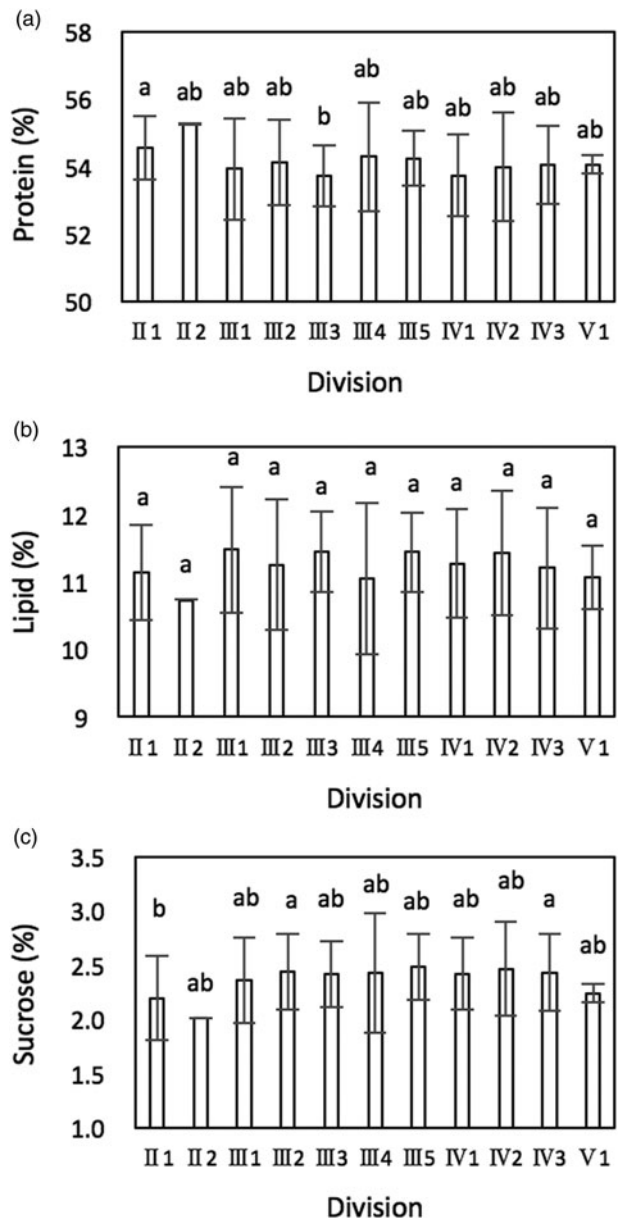 (a)
58
56
54
52
50
Protein (%)
a ab ab ab b ab ab ab ab ab ab
Ⅱ1 Ⅱ2 Ⅲ1 Ⅲ2 Ⅲ3 Ⅲ4 Ⅲ5 Ⅳ1 Ⅳ2 Ⅳ3 Ⅴ1
Division
(b)
13
12
11
10
9
Lipid (%)
a a a a a a a a a a a
Ⅱ1 Ⅱ2 Ⅲ1 Ⅲ2 Ⅲ3 Ⅲ4 Ⅲ5 Ⅳ1 Ⅳ2 Ⅳ3 Ⅴ1
Division
(c)
3.5
3.0
2.5
2.0
1.5
1.0
Sucrose (%)
b ab ab a ab ab ab ab ab a ab
Ⅱ1 Ⅱ2 Ⅲ1 Ⅲ2 Ⅲ3 Ⅲ4 Ⅲ5 Ⅳ1 Ⅳ2 Ⅳ3 Ⅴ1
Division